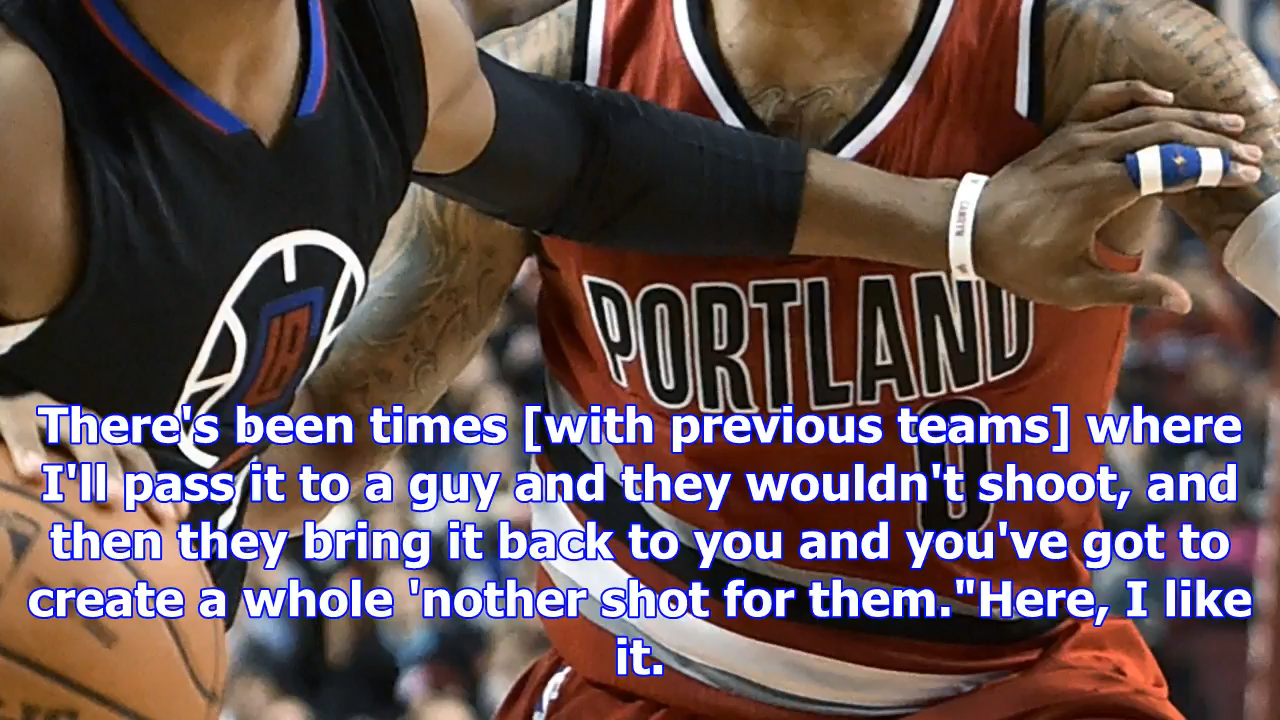 PORTLAND
0
There's been times [with previous teams] where
I'll pass it to a guy and they wouldn't shoot, and
then they bring it back to you and you've got to
create a whole 'nother shot for them."Here, I like
it.